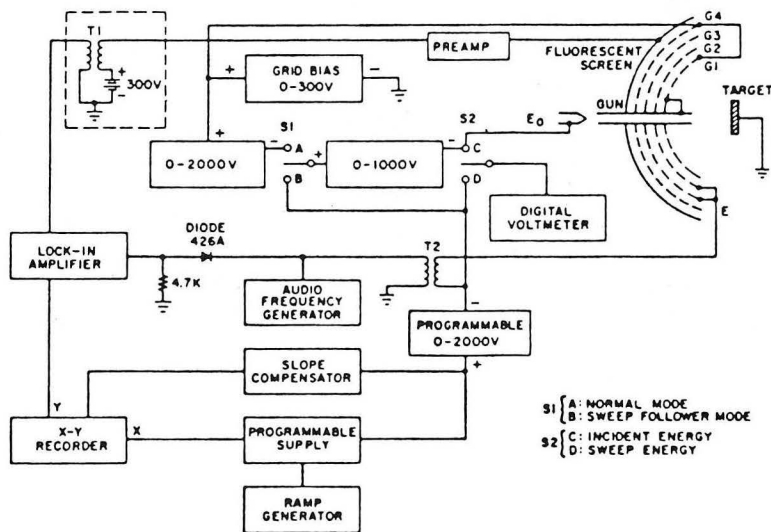 T1
+
300V
−
PREAMP
FLUORESCENT
SCREEN
G4
G3
G2
G1
+
GRID BIAS
0-300V
−
TARGET
GUN
E0
+
0-2000V
−
S1
A
B
+
0-1000V
−
S2
C
D
DIGITAL
VOLTMETER
E
LOCK-IN
AMPLIFIER
DIODE
426A
4.7K
AUDIO
FREQUENCY
GENERATOR
T2
−
PROGRAMMABLE
0-2000V
+
SLOPE
COMPENSATOR
Y
X-Y
RECORDER
X
PROGRAMMABLE
SUPPLY
RAMP
GENERATOR
S1 { A: NORMAL MODE
B: SWEEP FOLLOWER MODE
S2 { C: INCIDENT ENERGY
D: SWEEP ENERGY